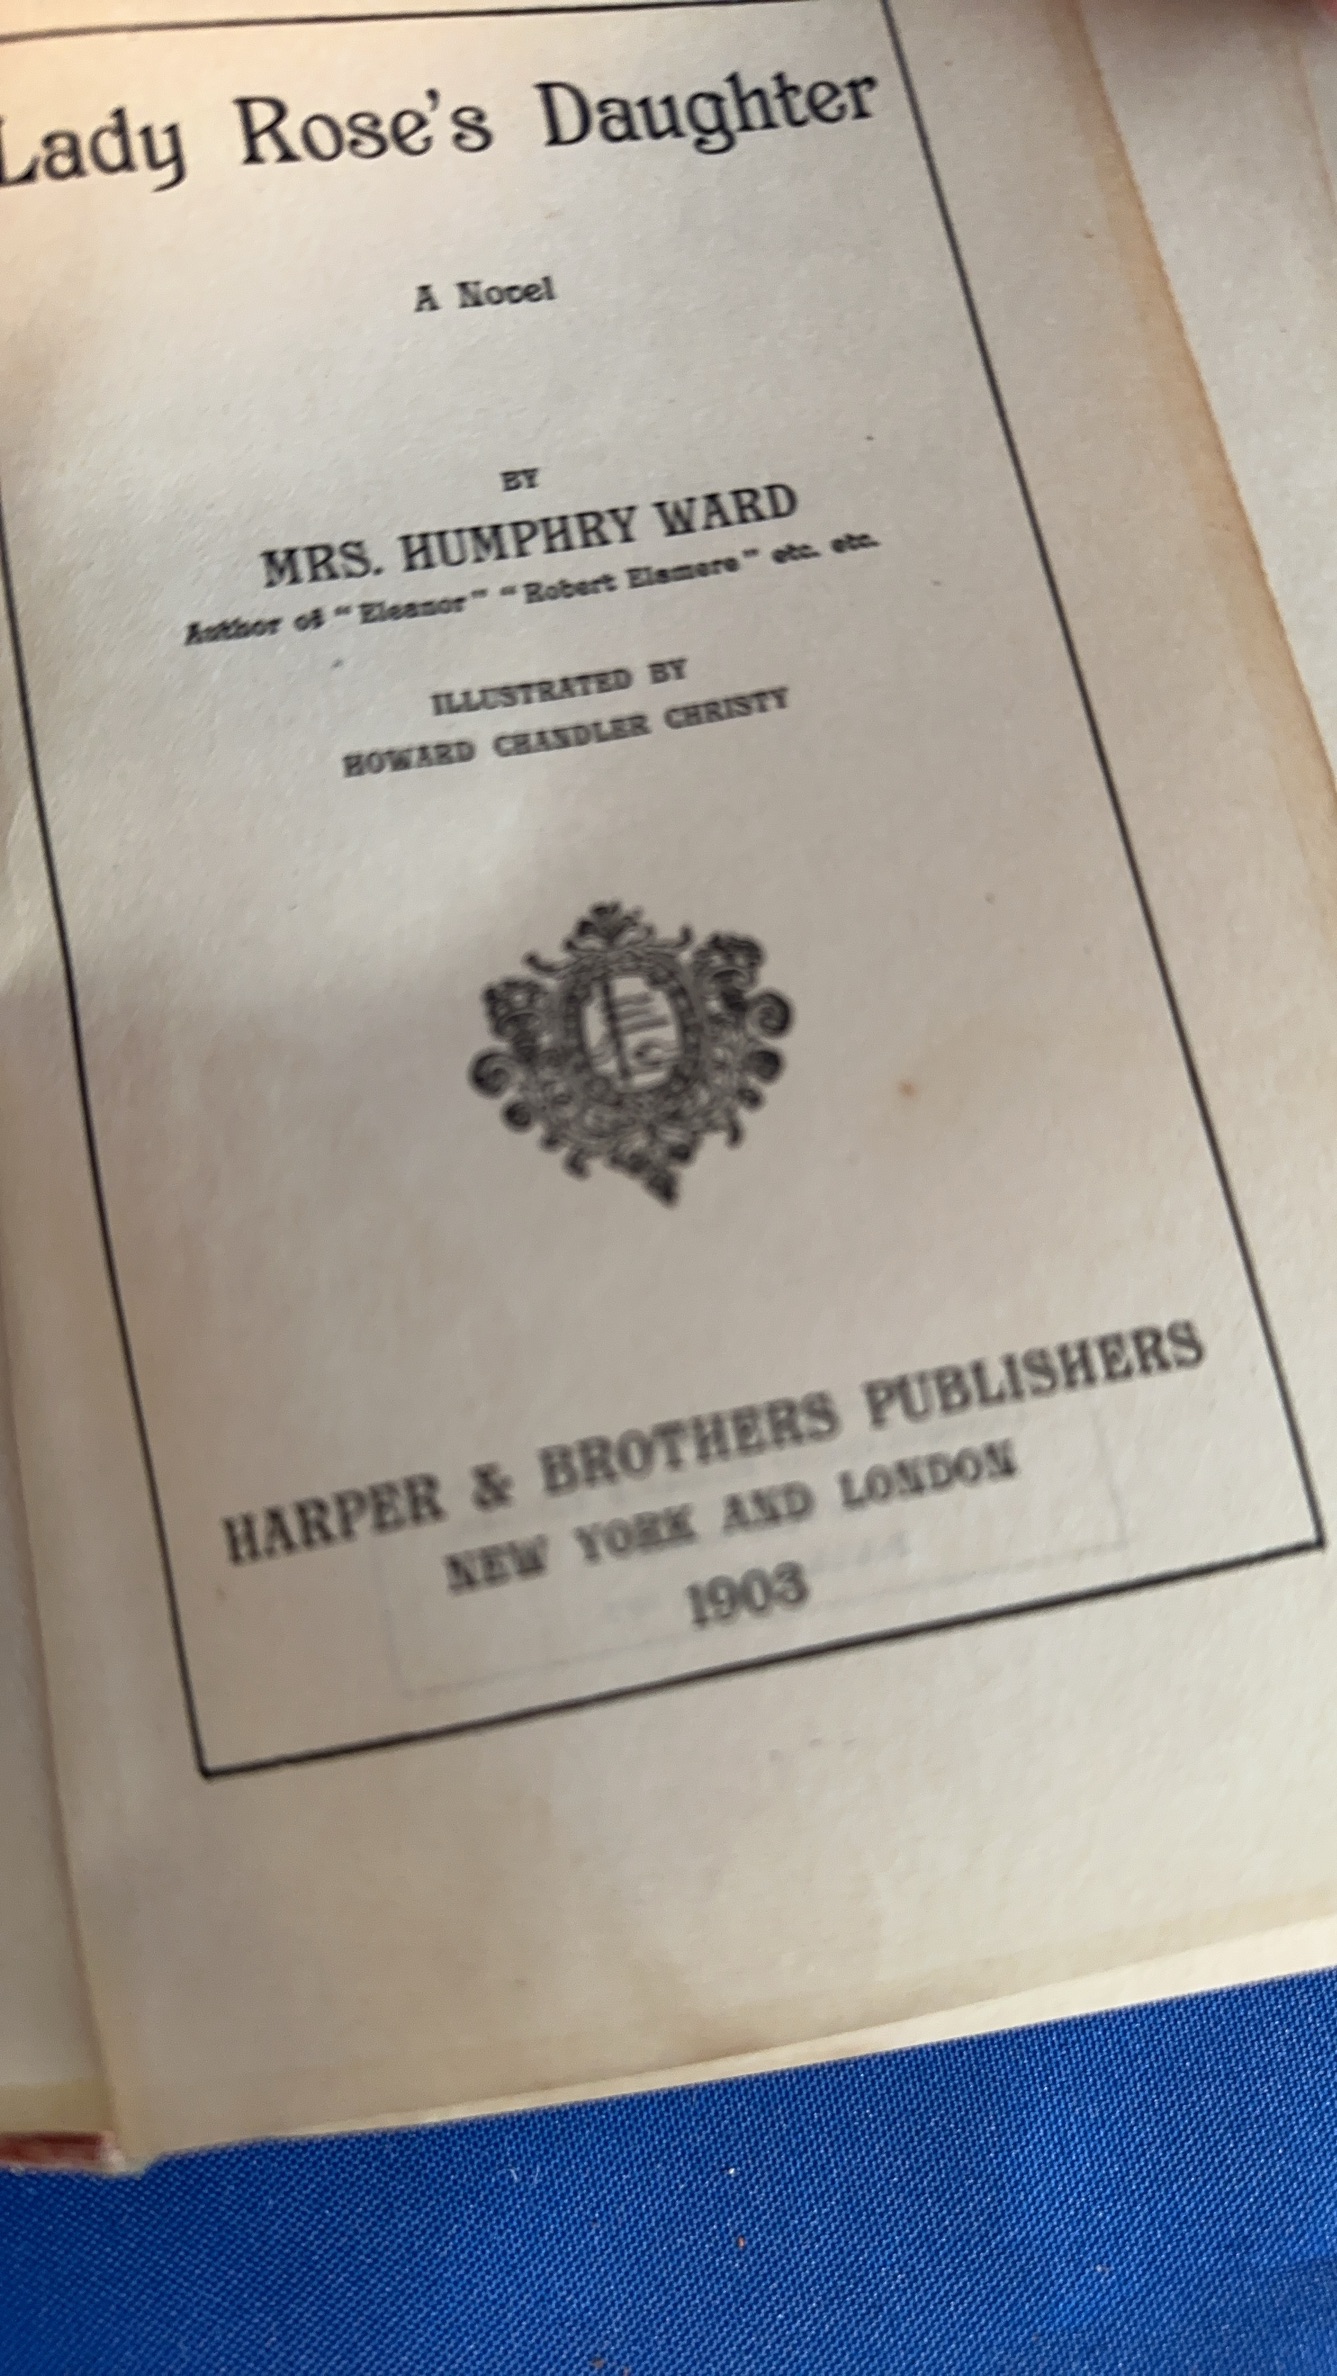 Lady Rose's Daughter
A Novel
BY
MRS. HUMPHRY WARD
Author of "Eleanor" "Robert Elsmere" etc. etc.
ILLUSTRATED BY
HOWARD CHANDLER CHRISTY
HARPER & BROTHERS PUBLISHERS
NEW YORK AND LONDON
1903